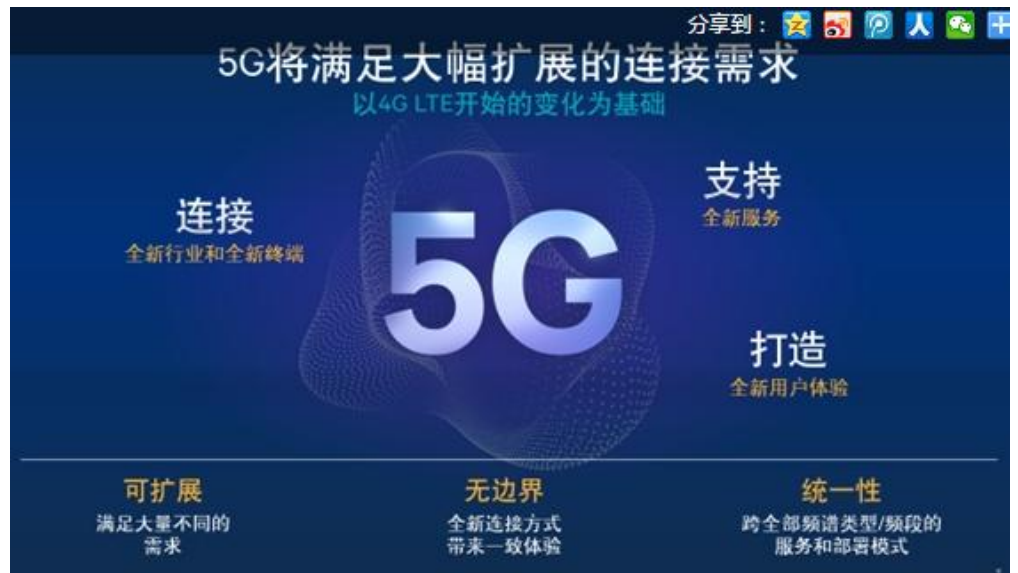 分享到：
5G将满足大幅扩展的连接需求
以4G LTE开始的变化为基础
支持
全新服务
连接
全新行业和全新终端
5G
打造
全新用户体验
可扩展
满足大量不同的
需求
无边界
全新连接方式
带来一致体验
统一性
跨全部频谱类型/频段的
服务和部署模式